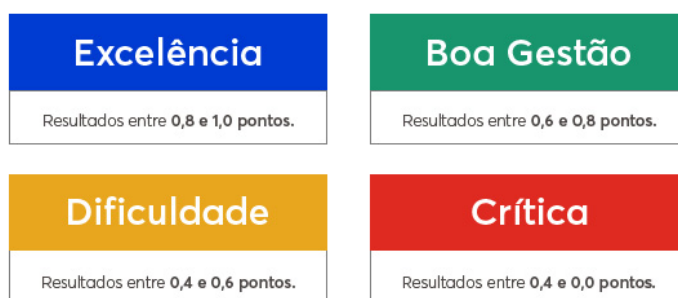 Excelência
Resultados entre 0,8 e 1,0 pontos.
Boa Gestão
Resultados entre 0,6 e 0,8 pontos.
Dificuldade
Resultados entre 0,4 e 0,6 pontos.
Crítica
Resultados entre 0,4 e 0,0 pontos.